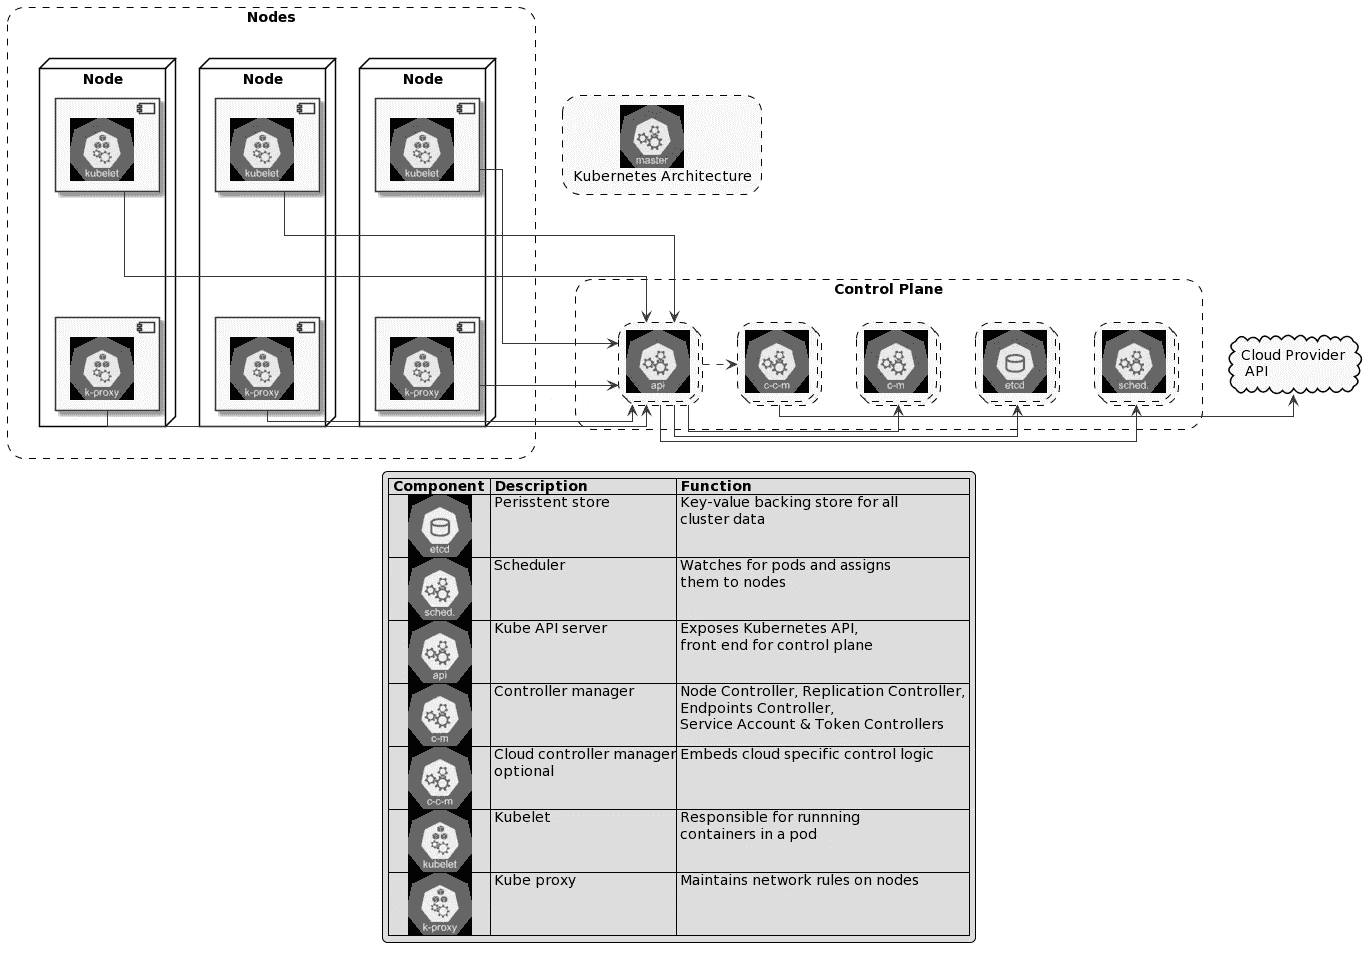 Nodes
Node
Node
Node
kubelet
kubelet
kubelet
master
Kubernetes Architecture
k-proxy
k-proxy
k-proxy
Control Plane
api
c-c-m
c-m
etcd
sched.
Cloud Provider
API
Component Description Function
etcd
Perisstent store
Key-value backing store for all
cluster data
sched.
Scheduler
Watches for pods and assigns
them to nodes
api
Kube API server
Exposes Kubernetes API,
front end for control plane
c-m
Controller manager
Node Controller, Replication Controller,
Endpoints Controller,
Service Account & Token Controllers
c-c-m
Cloud controller manager
optional
Embeds cloud specific control logic
kubelet
Kubelet
Responsible for runnning
containers in a pod
k-proxy
Kube proxy
Maintains network rules on nodes